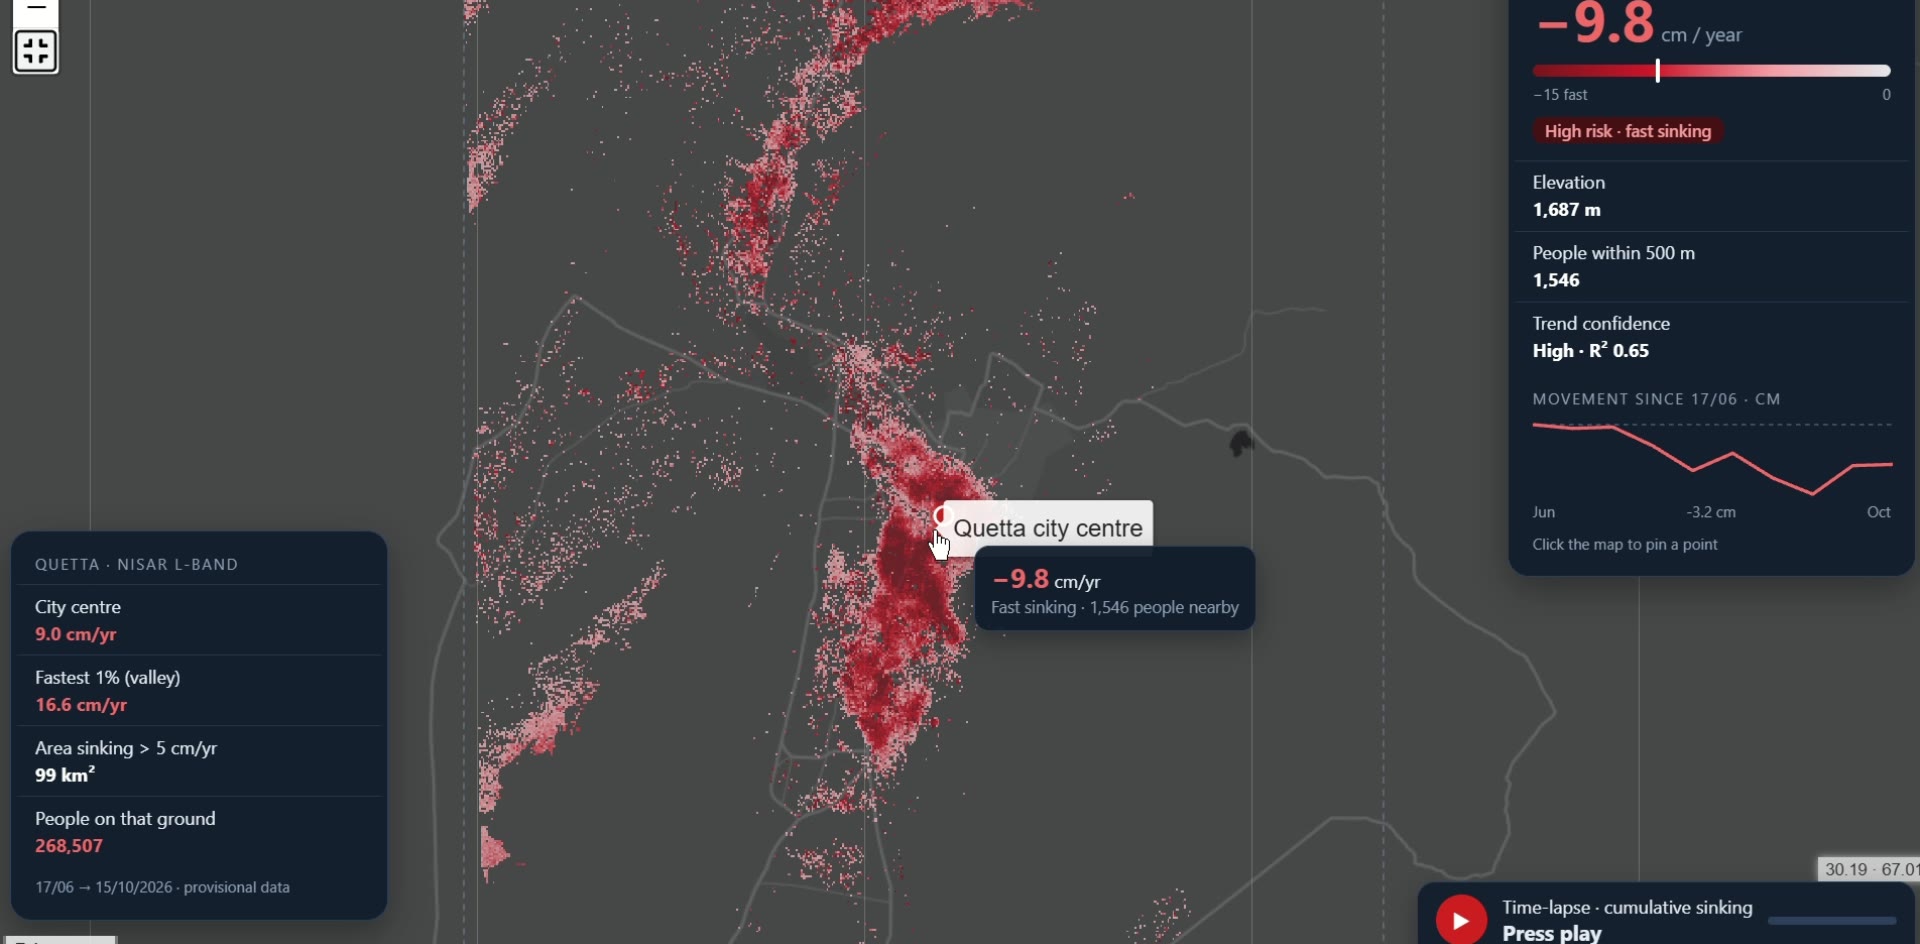 −9.8 cm / year
−15 fast
0
High risk · fast sinking
Elevation
1,687 m
People within 500 m
1,546
Trend confidence
High · R² 0.65
MOVEMENT SINCE 17/06 · CM
Jun
-3.2 cm
Oct
Click the map to pin a point
Quetta city centre
−9.8 cm/yr
Fast sinking · 1,546 people nearby
QUETTA · NISAR L-BAND
City centre
9.0 cm/yr
Fastest 1% (valley)
16.6 cm/yr
Area sinking > 5 cm/yr
99 km²
People on that ground
268,507
17/06 → 15/10/2026 · provisional data
30.19 · 67.01
Time-lapse · cumulative sinking
Press play